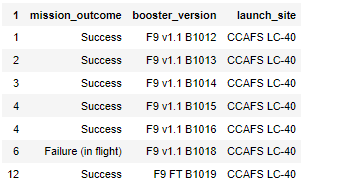 1 mission_outcome booster_version launch_site
1 Success F9 v1.1 B1012 CCAFS LC-40
2 Success F9 v1.1 B1013 CCAFS LC-40
3 Success F9 v1.1 B1014 CCAFS LC-40
4 Success F9 v1.1 B1015 CCAFS LC-40
4 Success F9 v1.1 B1016 CCAFS LC-40
6 Failure (in flight) F9 v1.1 B1018 CCAFS LC-40
12 Success F9 FT B1019 CCAFS LC-40